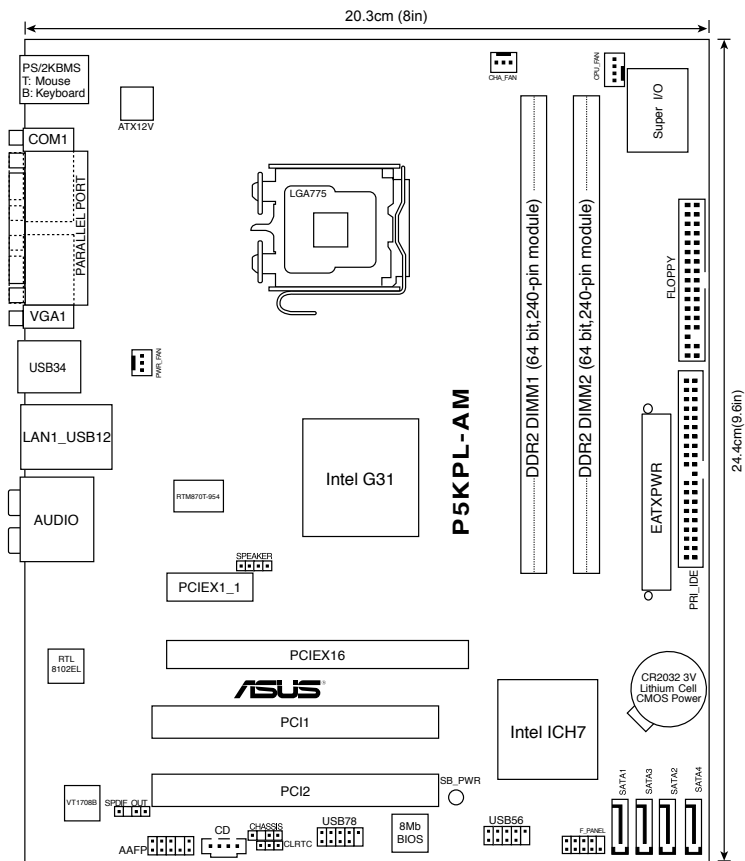 20.3cm (8in)
PS/2KBMS
T: Mouse
B: Keyboard
ATX12V
CHA_FAN
CPU_FAN
Super I/O
COM1
PARALLEL PORT
VGA1
LGA775
DDR2 DIMM1 (64 bit,240-pin module)
DDR2 DIMM2 (64 bit,240-pin module)
FLOPPY
24.4cm(9.6in)
USB34
PWR_FAN
LAN1_USB12
Intel G31
P5KPL-AM
EATXPWR
PRI_IDE
RTM870T-954
AUDIO
SPEAKER
PCIEX1_1
PCIEX16
RTL
8102EL
ASUS®
CR2032 3V
Lithium Cell
CMOS Power
PCI1
Intel ICH7
PCI2
SB_PWR
SATA1
SATA3
SATA2
SATA4
VT1708B
SPDIF_OUT
AAFP
CD
CHASSIS
CLRTC
USB78
8Mb
BIOS
USB56
F_PANEL